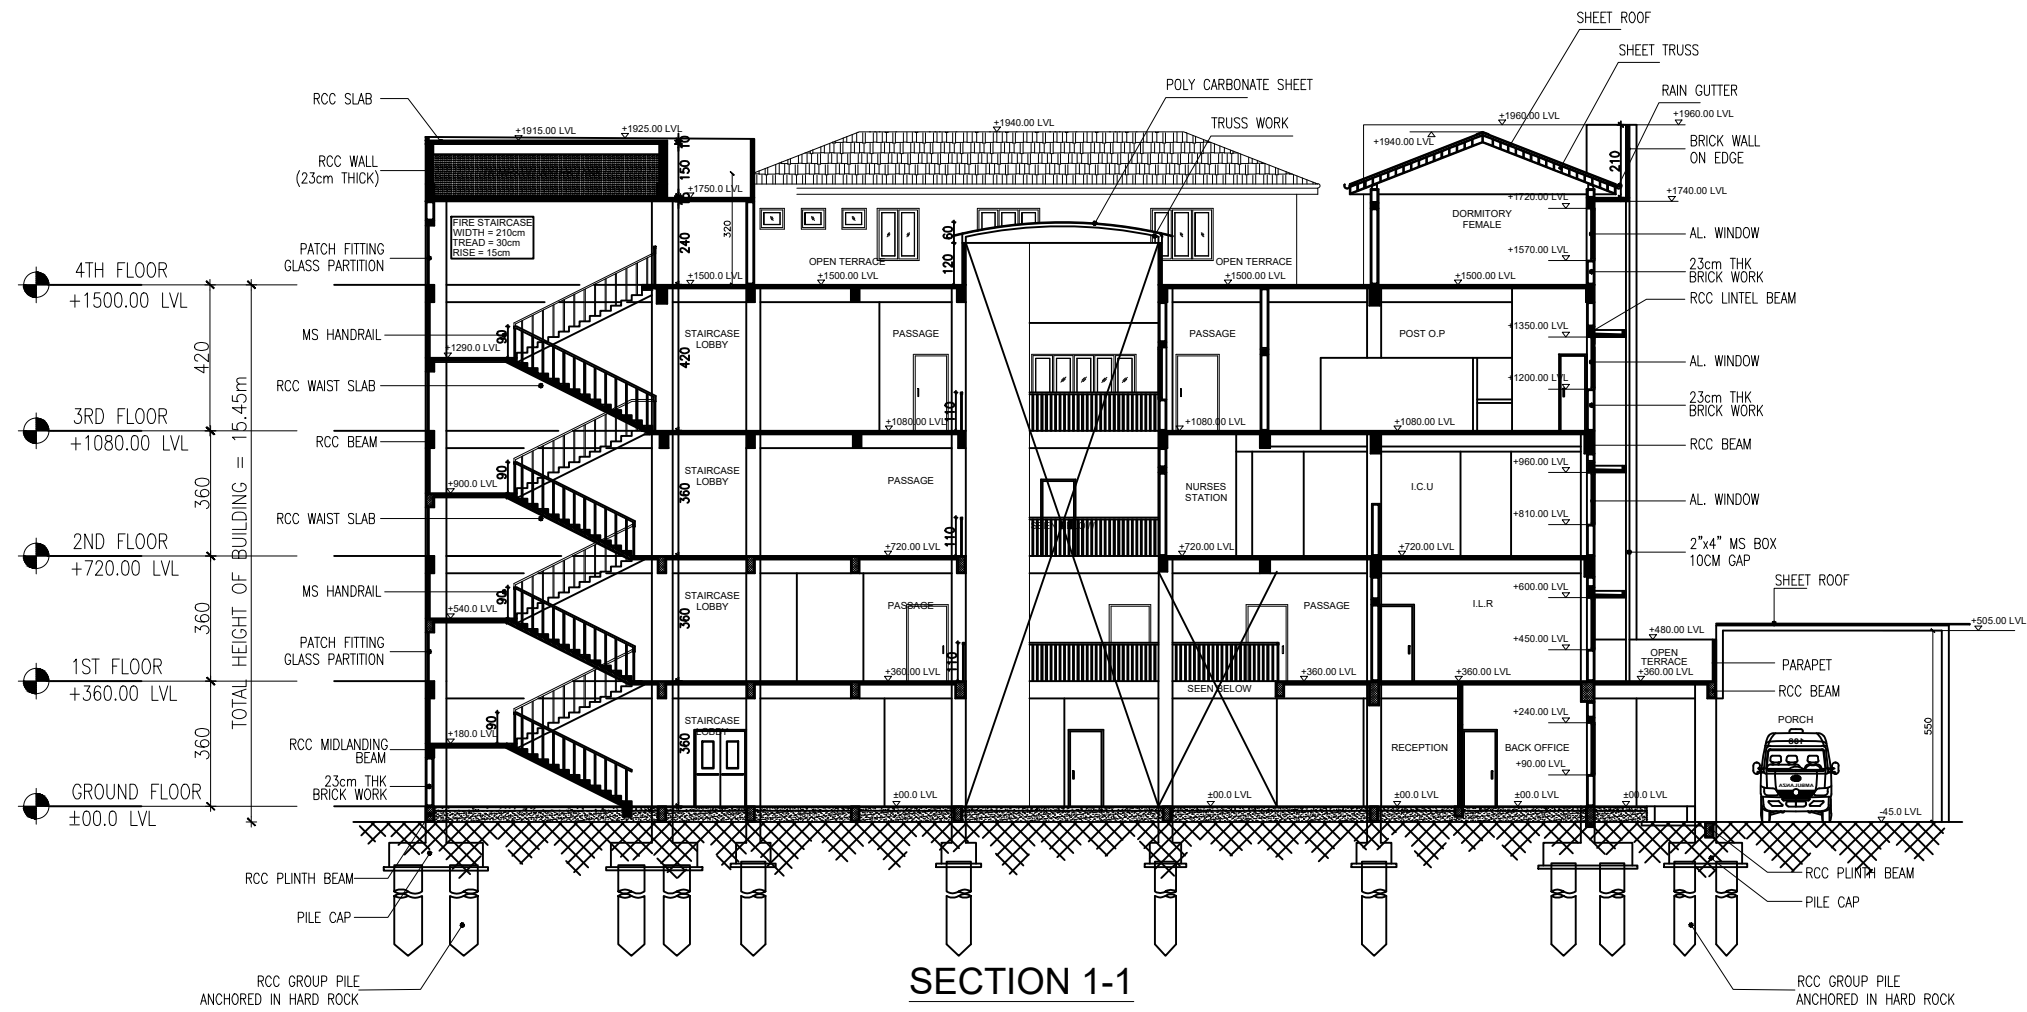 SHEET ROOF
SHEET TRUSS
RAIN GUTTER
+1960.00 LVL
+1960.00 LVL
POLY CARBONATE SHEET
TRUSS WORK
RCC SLAB
+1915.00 LVL
+1925.00 LVL
+1940.00 LVL
+1940.00 LVL
BRICK WALL
ON EDGE
210
10
150
RCC WALL
(23cm THICK)
+1750.0 LVL
+1740.00 LVL
+1720.00 LVL
FIRE STAIRCASE
WIDTH = 210cm
TREAD = 30cm
RISE = 15cm
DORMITORY
FEMALE
AL. WINDOW
320
240
60
120
PATCH FITTING
GLASS PARTITION
OPEN TERRACE
OPEN TERRACE
+1570.00 LVL
23cm THK
BRICK WORK
4TH FLOOR
+1500.00 LVL
+1500.0 LVL
+1500.00 LVL
+1500.00 LVL
+1500.00 LVL
RCC LINTEL BEAM
MS HANDRAIL
90
STAIRCASE
LOBBY
PASSAGE
PASSAGE
POST O.P
+1350.00 LVL
+1290.0 LVL
420
420
AL. WINDOW
RCC WAIST SLAB
+1200.00 LVL
23cm THK
BRICK WORK
110
3RD FLOOR
+1080.00 LVL
+1080.00 LVL
+1080.00 LVL
+1080.00 LVL
RCC BEAM
RCC BEAM
TOTAL HEIGHT OF BUILDING = 15.45m
90
STAIRCASE
LOBBY
PASSAGE
NURSES
STATION
I.C.U
+960.00 LVL
+900.0 LVL
360
360
AL. WINDOW
RCC WAIST SLAB
+810.00 LVL
SEEN BELOW
110
2ND FLOOR
+720.00 LVL
+720.00 LVL
+720.00 LVL
+720.00 LVL
2"x4" MS BOX
10CM GAP
MS HANDRAIL
90
STAIRCASE
LOBBY
PASSAGE
PASSAGE
I.L.R
+600.00 LVL
SHEET ROOF
+540.0 LVL
360
360
+505.00 LVL
+480.00 LVL
PATCH FITTING
GLASS PARTITION
+450.00 LVL
OPEN
TERRACE
PARAPET
110
1ST FLOOR
+360.00 LVL
+360.00 LVL
+360.00 LVL
+360.00 LVL
+360.00 LVL
SEEN BELOW
RCC BEAM
90
STAIRCASE
LOBBY
+240.00 LVL
PORCH
550
+180.0 LVL
360
360
RECEPTION
BACK OFFICE
108
RCC MIDLANDING
BEAM
+90.00 LVL
AMBULANCE
23cm THK
BRICK WORK
GROUND FLOOR
±00.0 LVL
±00.0 LVL
±00.0 LVL
±00.0 LVL
±00.0 LVL
±00.0 LVL
-45.0 LVL
RCC PLINTH BEAM
RCC PLINTH BEAM
PILE CAP
PILE CAP
RCC GROUP PILE
ANCHORED IN HARD ROCK
SECTION 1-1
RCC GROUP PILE
ANCHORED IN HARD ROCK